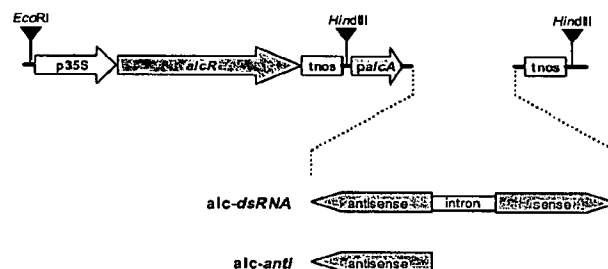 EcoRI HindIII HindIII
p35S alcR tnos palcA tnos
alc-dsRNA antisense intron sense
alc-anti antisense